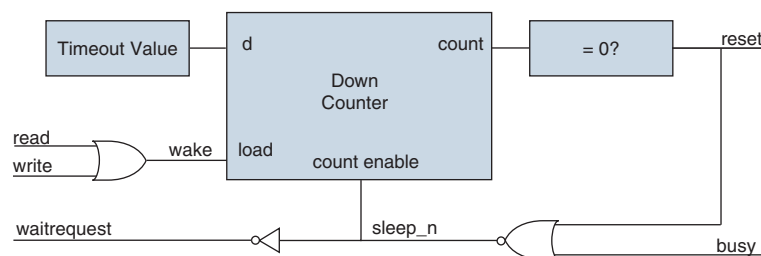 Timeout Value
d
count
= 0?
reset
Down
Counter
read
write
wake
load
count enable
waitrequest
sleep_n
busy